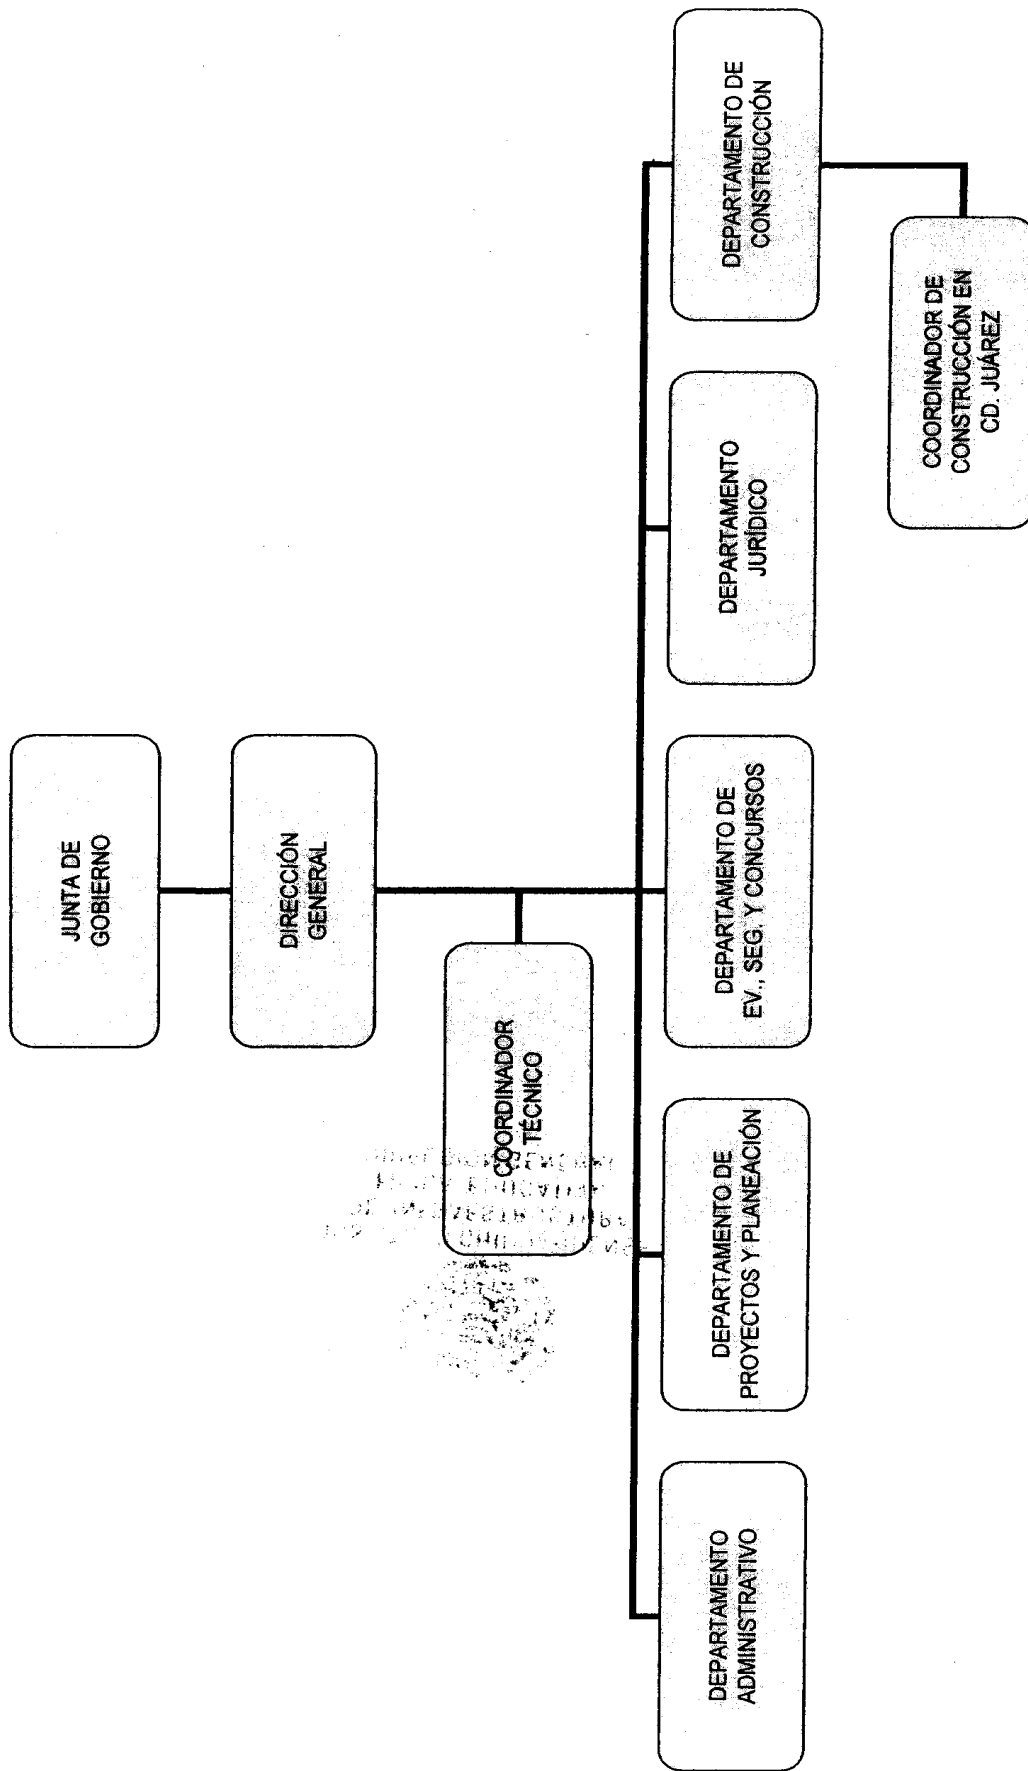 JUNTA DE
GOBIERNO
DIRECCIÓN
GENERAL
COORDINADOR
TÉCNICO
DEPARTAMENTO
ADMINISTRATIVO
DEPARTAMENTO DE
PROYECTOS Y PLANEACIÓN
DEPARTAMENTO DE
EV., SEG. Y CONCURSOS
DEPARTAMENTO
JURÍDICO
DEPARTAMENTO DE
CONSTRUCCIÓN
COORDINADOR DE
CONSTRUCCIÓN EN
CD. JUÁREZ